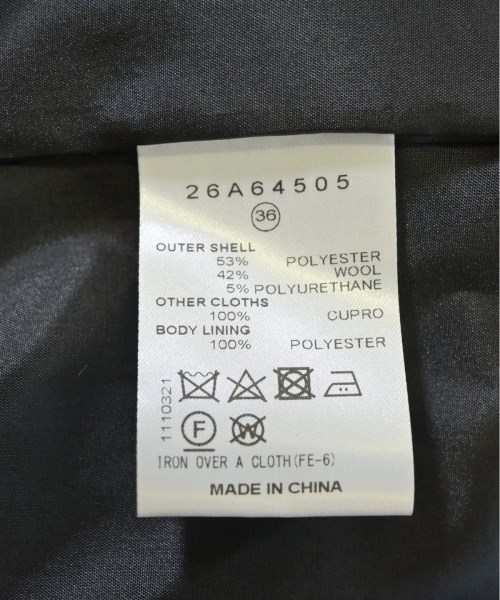 26A64505
36
OUTER SHELL
53% POLYESTER
42% WOOL
5% POLYURETHANE
OTHER CLOTHS
100% CUPRO
BODY LINING
100% POLYESTER
1110321
F W
IRON OVER A CLOTH(FE-6)
MADE IN CHINA